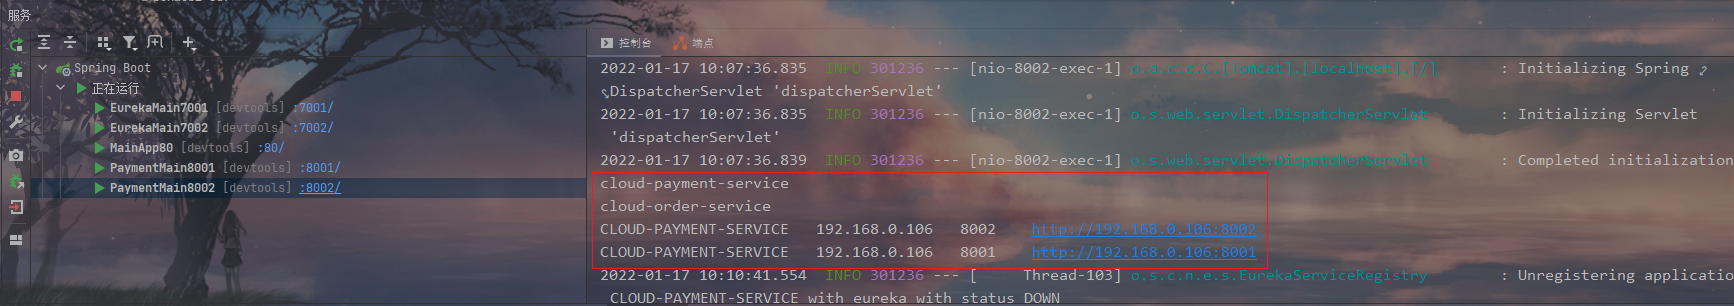 服务
控制台
端点
Spring Boot
正在运行
EurekaMain7001 [devtools] :7001/
EurekaMain7002 [devtools] :7002/
MainApp80 [devtools] :80/
PaymentMain8001 [devtools] :8001/
PaymentMain8002 [devtools] :8002/
2022-01-17 10:07:36.835 INFO 301236 --- [nio-8002-exec-1] o.a.c.c.C.[Tomcat].[localhost].[/] : Initializing Spring
DispatcherServlet 'dispatcherServlet'
2022-01-17 10:07:36.835 INFO 301236 --- [nio-8002-exec-1] o.s.web.servlet.DispatcherServlet : Initializing Servlet
'dispatcherServlet'
2022-01-17 10:07:36.839 INFO 301236 --- [nio-8002-exec-1] o.s.web.servlet.DispatcherServlet : Completed initialization
cloud-payment-service
cloud-order-service
CLOUD-PAYMENT-SERVICE 192.168.0.106 8002 http://192.168.0.106:8002
CLOUD-PAYMENT-SERVICE 192.168.0.106 8001 http://192.168.0.106:8001
2022-01-17 10:10:41.554 INFO 301236 --- [ Thread-103] o.s.c.n.e.s.EurekaServiceRegistry : Unregistering applicatio
CLOUD-PAYMENT-SERVICE with eureka with status DOWN